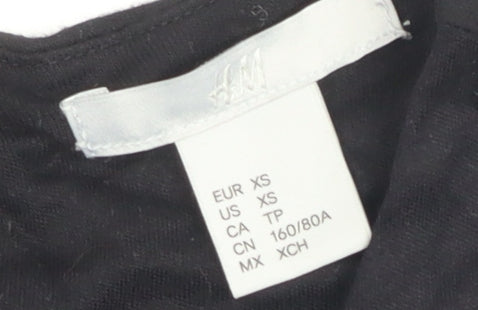 H&M
EUR XS
US XS
CA TP
CN 160/80A
MX XCH